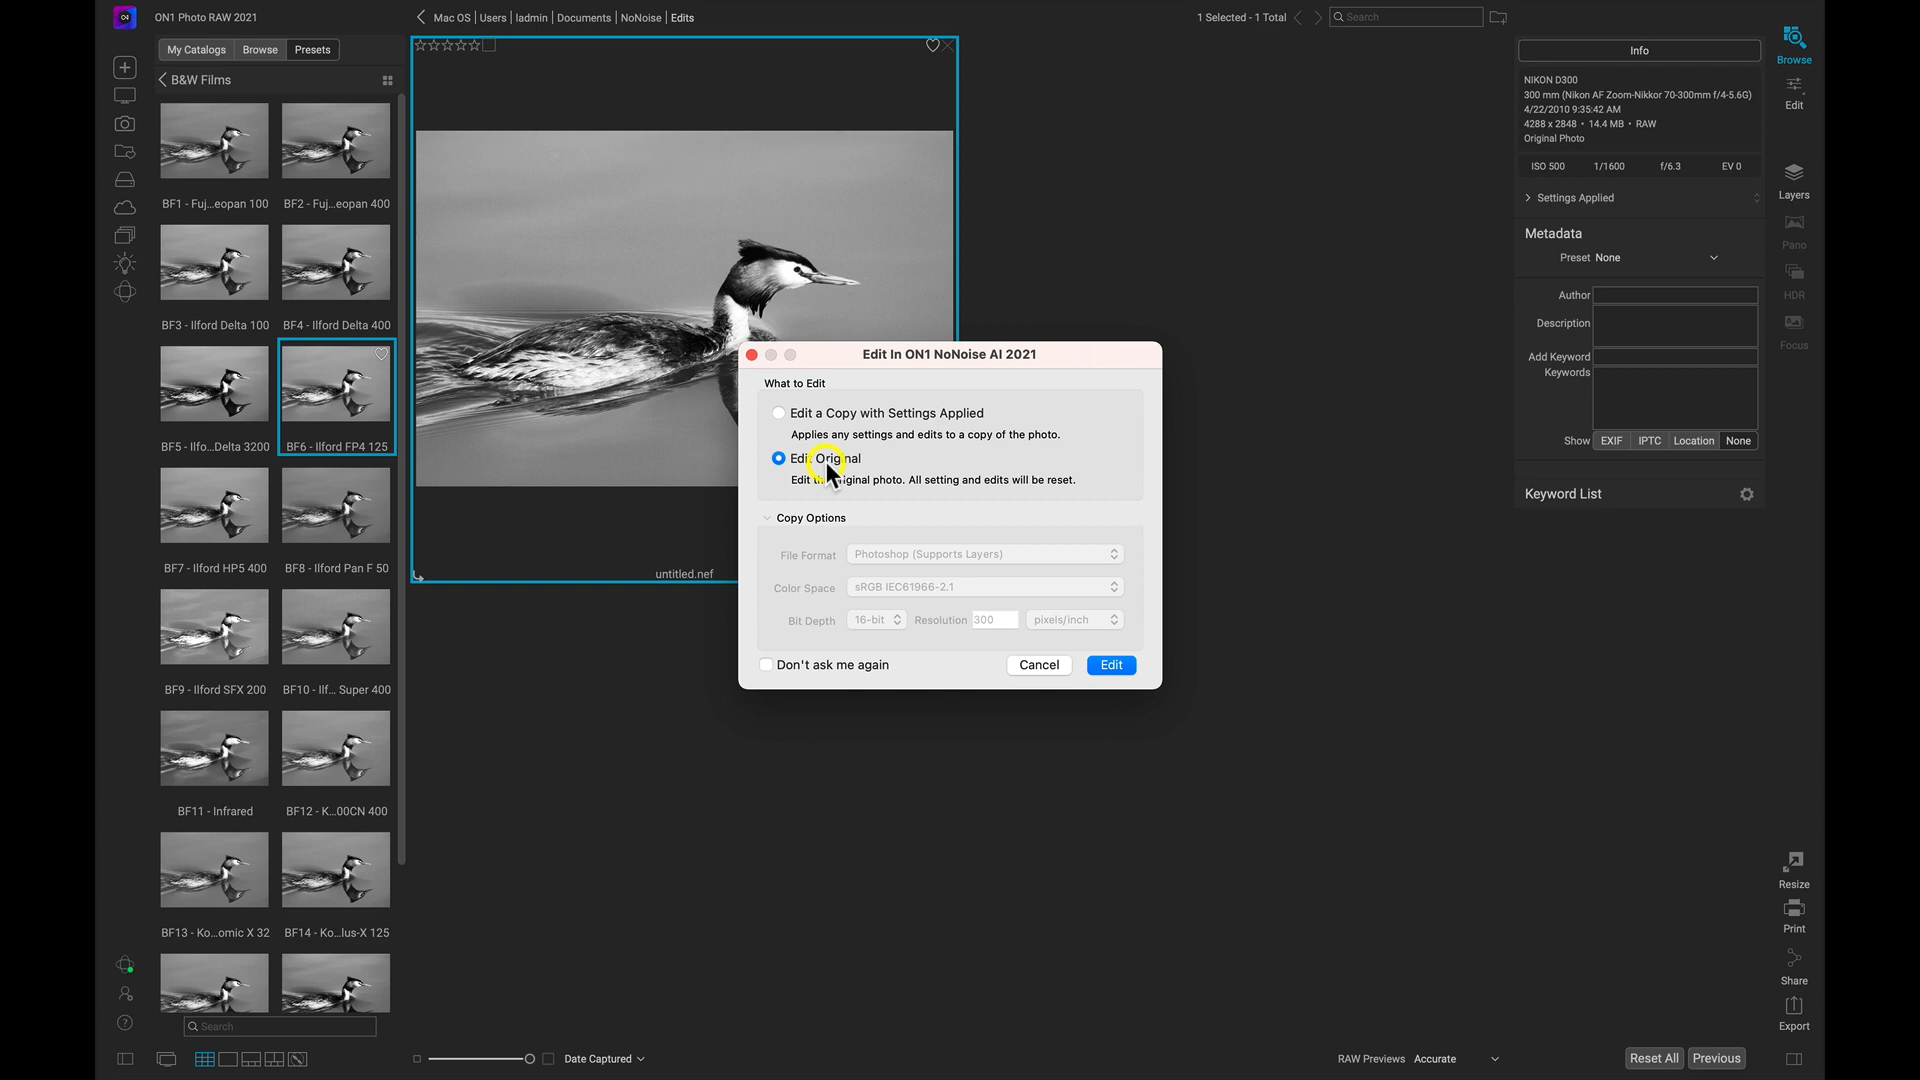 ON1 Photo RAW 2021
Mac OS | Users | ladmin | Documents | NoNoise | Edits
1 Selected - 1 Total
Search
My Catalogs Browse Presets
B&W Films
BF1 - Fuj...eopan 100
BF2 - Fuj...eopan 400
BF3 - Ilford Delta 100
BF4 - Ilford Delta 400
BF5 - Ilfo...Delta 3200
BF6 - Ilford FP4 125
BF7 - Ilford HP5 400
BF8 - Ilford Pan F 50
BF9 - Ilford SFX 200
BF10 - Ilf... Super 400
BF11 - Infrared
BF12 - K...00CN 400
BF13 - Ko...omic X 32
BF14 - Ko...lus-X 125
Search
untitled.nef
Edit In ON1 NoNoise AI 2021
What to Edit
Edit a Copy with Settings Applied
Applies any settings and edits to a copy of the photo.
Edit Original
Edit the original photo. All setting and edits will be reset.
Copy Options
File Format Photoshop (Supports Layers)
Color Space sRGB IEC61966-2.1
Bit Depth 16-bit Resolution 300 pixels/inch
Don't ask me again
Cancel Edit
Date Captured
RAW Previews Accurate
Reset All Previous
Info
NIKON D300
300 mm (Nikon AF Zoom-Nikkor 70-300mm f/4-5.6G)
4/22/2010 9:35:42 AM
4288 x 2848 • 14.4 MB • RAW
Original Photo
ISO 500 1/1600 f/6.3 EV 0
Settings Applied
Metadata
Preset None
Author
Description
Add Keyword
Keywords
Show EXIF IPTC Location None
Keyword List
Browse
Edit
Layers
Pano
HDR
Focus
Resize
Print
Share
Export